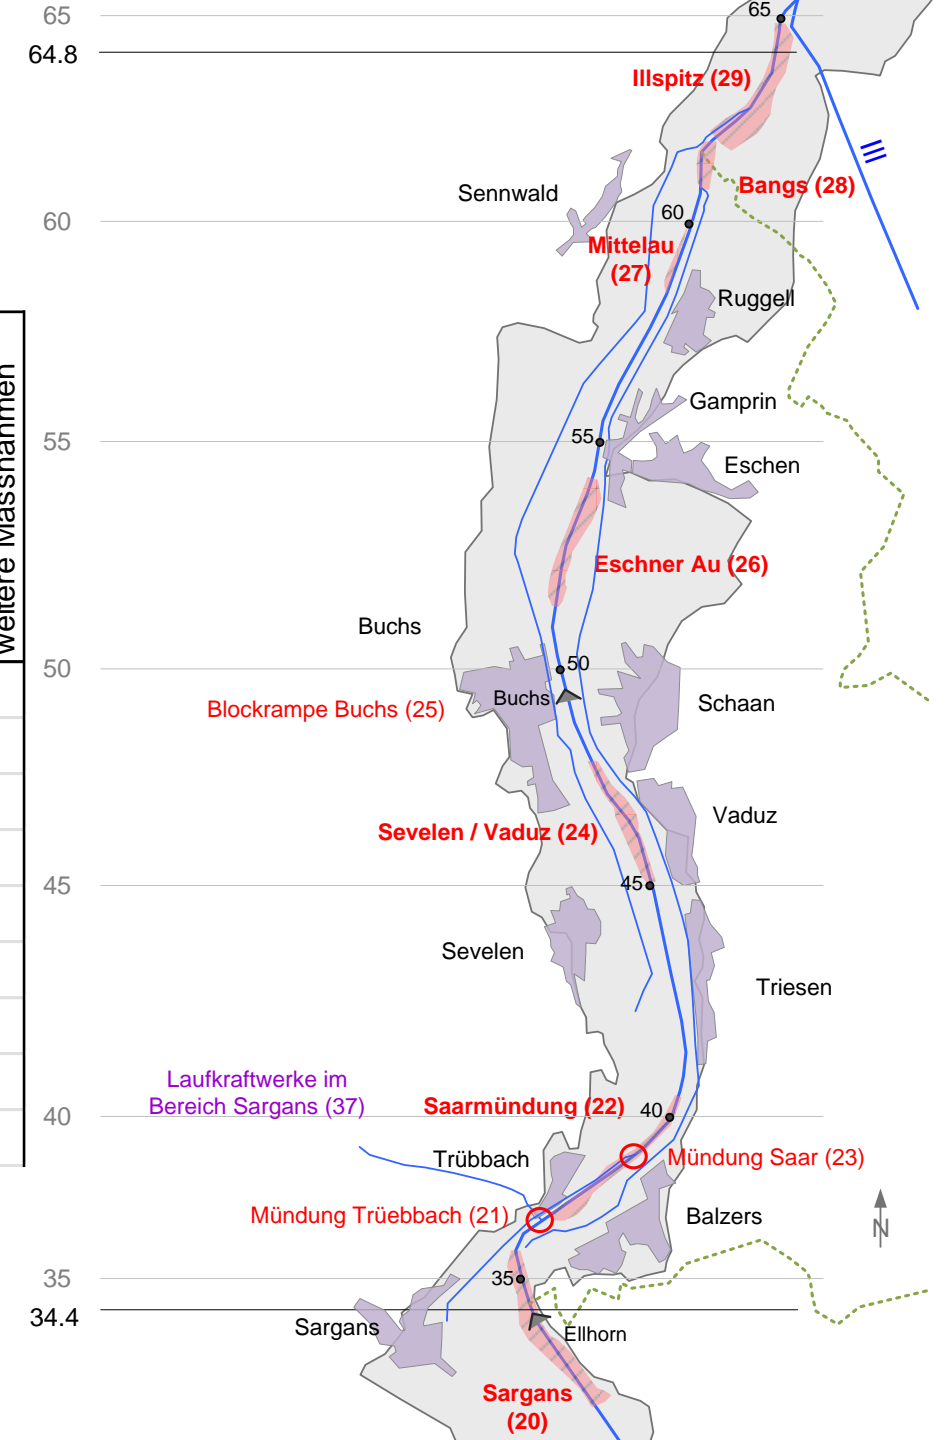 65
65
64.8
Illspitz (29)
Bangs (28)
Sennwald
60
60
Mittelau
(27)
Ruggell
weitere Massnahmen
Gamprin
55
55
Eschen
Eschner Au (26)
Buchs
50
50
Buchs
Blockrampe Buchs (25)
Schaan
Vaduz
Sevelen / Vaduz (24)
45
45
Sevelen
Triesen
Laufkraftwerke im
Bereich Sargans (37)
Saarmündung (22)
40
40
Trübbach
Mündung Saar (23)
Mündung Trüebbach (21)
Balzers
N
35
35
34.4
Sargans
Ellhorn
Sargans
(20)